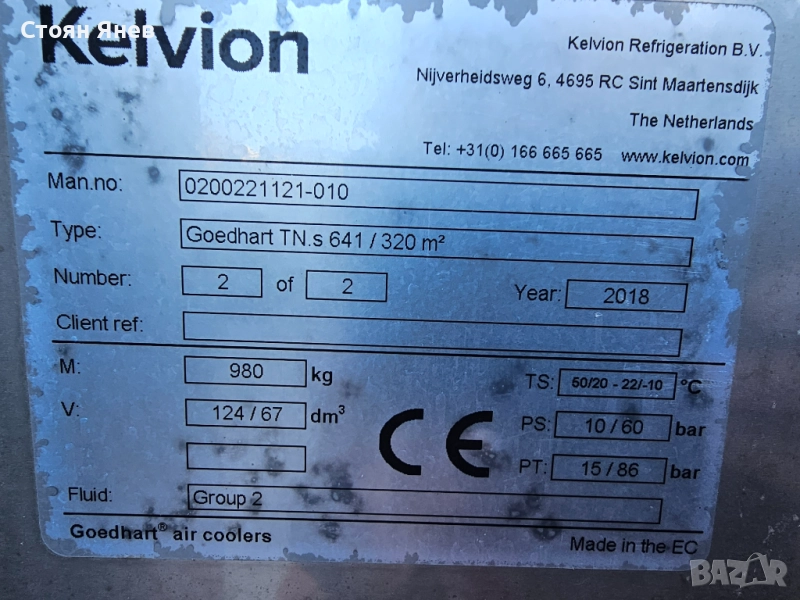 Стоян Янев
Kelvion
Kelvion Refrigeration B.V.
Nijverheidsweg 6, 4695 RC Sint Maartensdijk
The Netherlands
Tel: +31(0) 166 665 665 www.kelvion.com
Man.no: 0200221121-010
Type: Goedhart TN.s 641 / 320 m²
Number: 2 of 2 Year: 2018
Client ref:
M: 980 kg TS: 50/20 - 22/-10 °C
V: 124 / 67 dm³ PS: 10 / 60 bar
CE
PT: 15 / 86 bar
Fluid: Group 2
Goedhart® air coolers Made in the EC
BAZAR